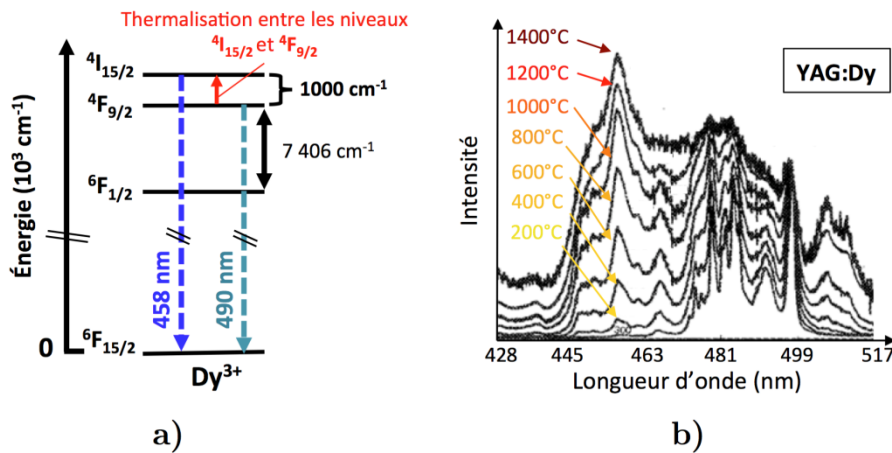 Thermalisation entre les niveaux
⁴I₁₅/₂ et ⁴F₉/₂
⁴I₁₅/₂
1000 cm⁻¹
⁴F₉/₂
7 406 cm⁻¹
⁶F₁/₂
Énergie (10³ cm⁻¹)
458 nm
490 nm
0
⁶F₁₅/₂
Dy³⁺
a)
1400°C
1200°C
1000°C
800°C
600°C
400°C
200°C
YAG:Dy
Intensité
200
428 445 463 481 499 517
Longueur d’onde (nm)
b)